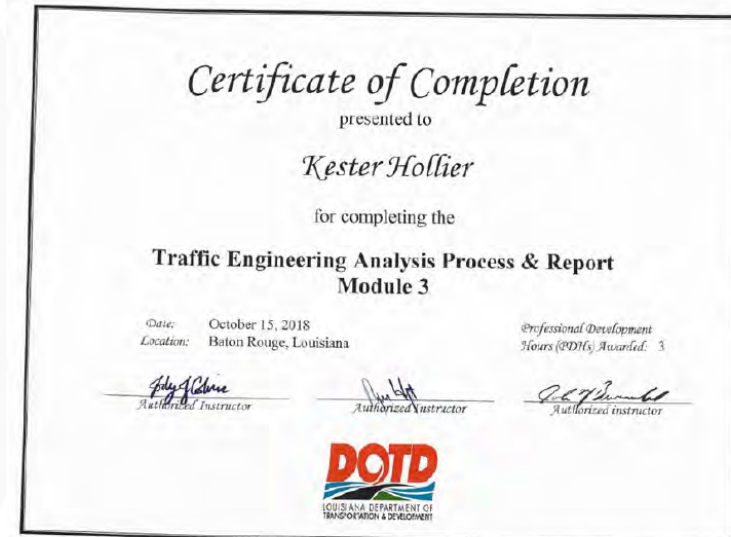 Certificate of Completion
presented to
Kester Hollier
for completing the
Traffic Engineering Analysis Process & Report
Module 3
Date: October 15, 2018
Location: Baton Rouge, Louisiana
Professional Development
Hours (PDHs) Awarded: 3
Authorized Instructor
Authorized Instructor
Authorized instructor
DOTD
LOUISIANA DEPARTMENT OF
TRANSPORTATION & DEVELOPMENT